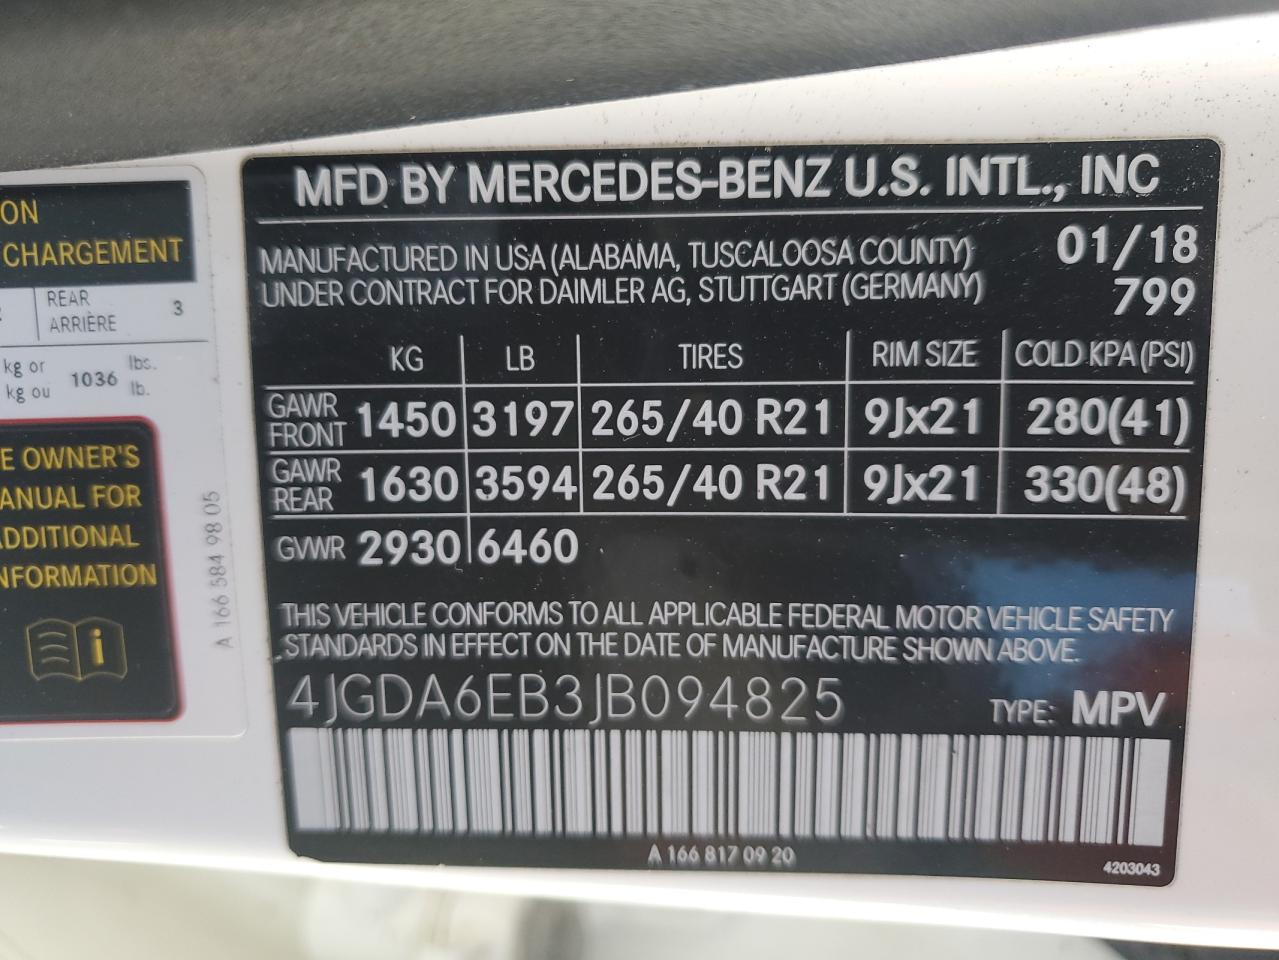 ON
CHARGEMENT
REAR
ARRIÈRE 3
kg or lbs.
kg ou 1036 lb.
E OWNER'S
ANUAL FOR
DDITIONAL
NFORMATION
A 166 584 98 05
MFD BY MERCEDES-BENZ U.S. INTL., INC
MANUFACTURED IN USA (ALABAMA, TUSCALOOSA COUNTY) 01/18
UNDER CONTRACT FOR DAIMLER AG, STUTTGART (GERMANY) 799
KG LB TIRES RIM SIZE COLD KPA (PSI)
GAWR FRONT 1450 3197 265/40 R21 9Jx21 280(41)
GAWR REAR 1630 3594 265/40 R21 9Jx21 330(48)
GVWR 2930 6460
THIS VEHICLE CONFORMS TO ALL APPLICABLE FEDERAL MOTOR VEHICLE SAFETY
STANDARDS IN EFFECT ON THE DATE OF MANUFACTURE SHOWN ABOVE.
4JGDA6EB3JB094825 TYPE: MPV
A 166 817 09 20
4203043